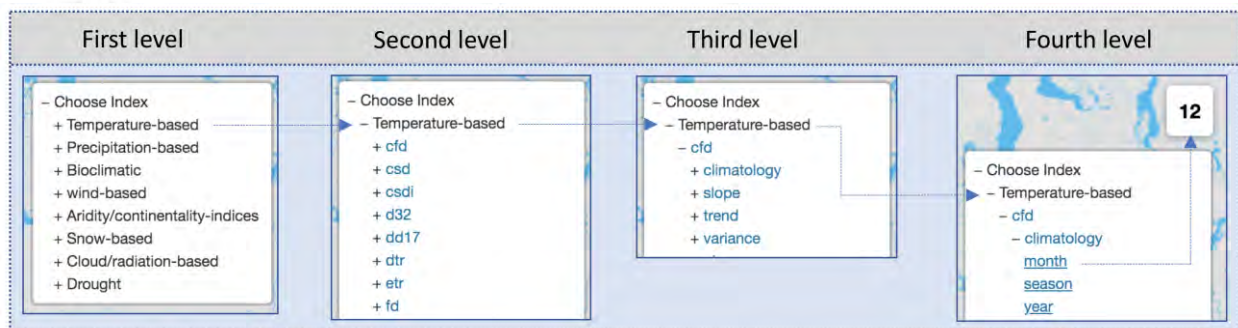 First level
Second level
Third level
Fourth level
– Choose Index
+ Temperature-based
+ Precipitation-based
+ Bioclimatic
+ wind-based
+ Aridity/continentality-indices
+ Snow-based
+ Cloud/radiation-based
+ Drought
– Choose Index
– Temperature-based
+ cfd
+ csd
+ csdi
+ d32
+ dd17
+ dtr
+ etr
+ fd
– Choose Index
– Temperature-based
– cfd
+ climatology
+ slope
+ trend
+ variance
12
– Choose Index
– Temperature-based
– cfd
– climatology
month
season
year